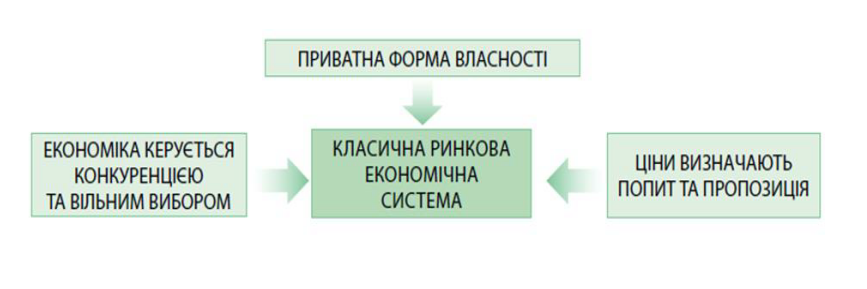 ПРИВАТНА ФОРМА ВЛАСНОСТІ
ЕКОНОМІКА КЕРУЄТЬСЯ
КОНКУРЕНЦІЄЮ
ТА ВІЛЬНИМ ВИБОРОМ
КЛАСИЧНА РИНКОВА
ЕКОНОМІЧНА
СИСТЕМА
ЦІНИ ВИЗНАЧАЮТЬ
ПОПИТ ТА ПРОПОЗИЦІЯ